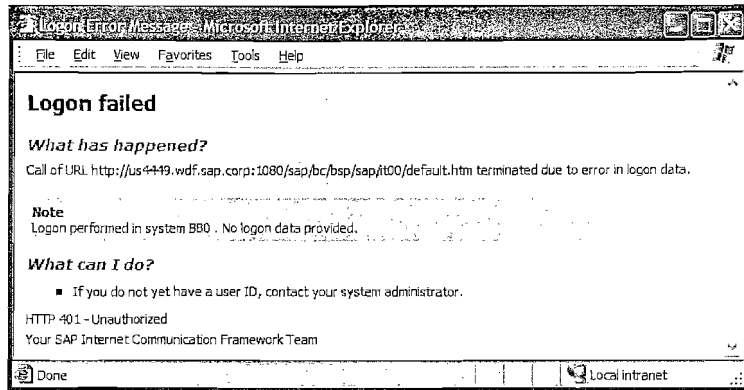 Logon Error Message - Microsoft Internet Explorer
File Edit View Favorites Tools Help
Logon failed
What has happened?
Call of URL http://us4449.wdf.sap.corp:1080/sap/bc/bsp/sap/it00/default.htm terminated due to error in logon data.
Note
Logon performed in system BB0 . No logon data provided.
What can I do?
■ If you do not yet have a user ID, contact your system administrator.
HTTP 401 - Unauthorized
Your SAP Internet Communication Framework Team
Done Local intranet